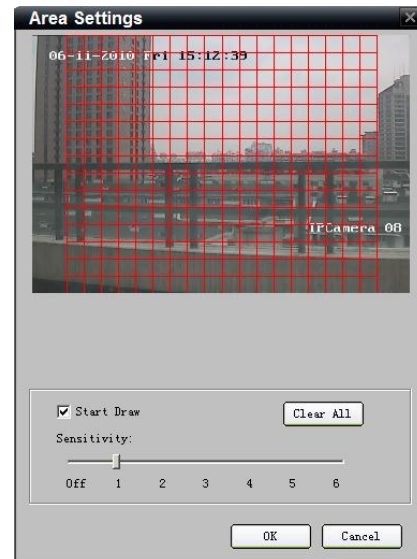 Area Settings
06-11-2010 Fri 15:12:39
IPCamera 08
Start Draw
Clear All
Sensitivity:
Off 1 2 3 4 5 6
OK
Cancel